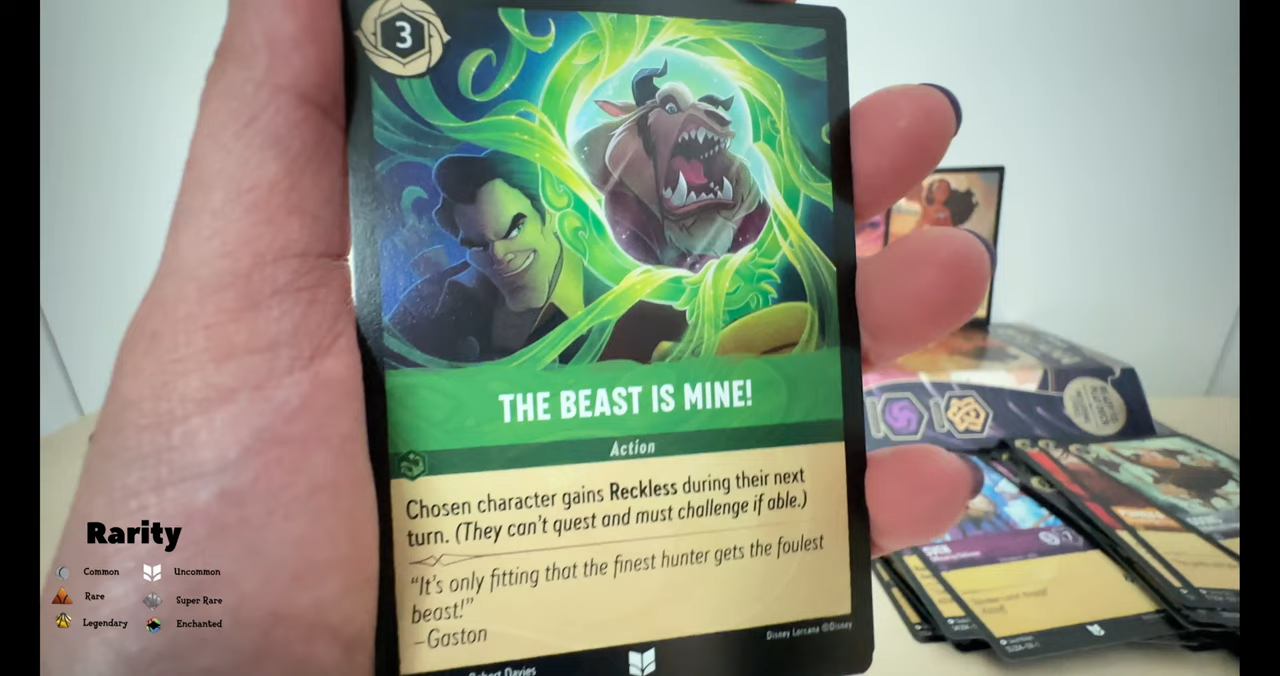 3
THE BEAST IS MINE!
Action
Chosen character gains Reckless during their next
turn. (They can't quest and must challenge if able.)
"It's only fitting that the finest hunter gets the foulest
beast!"
–Gaston
Disney Lorcana ©Disney
Robert Davies
Rarity
Common
Uncommon
Rare
Super Rare
Legendary
Enchanted